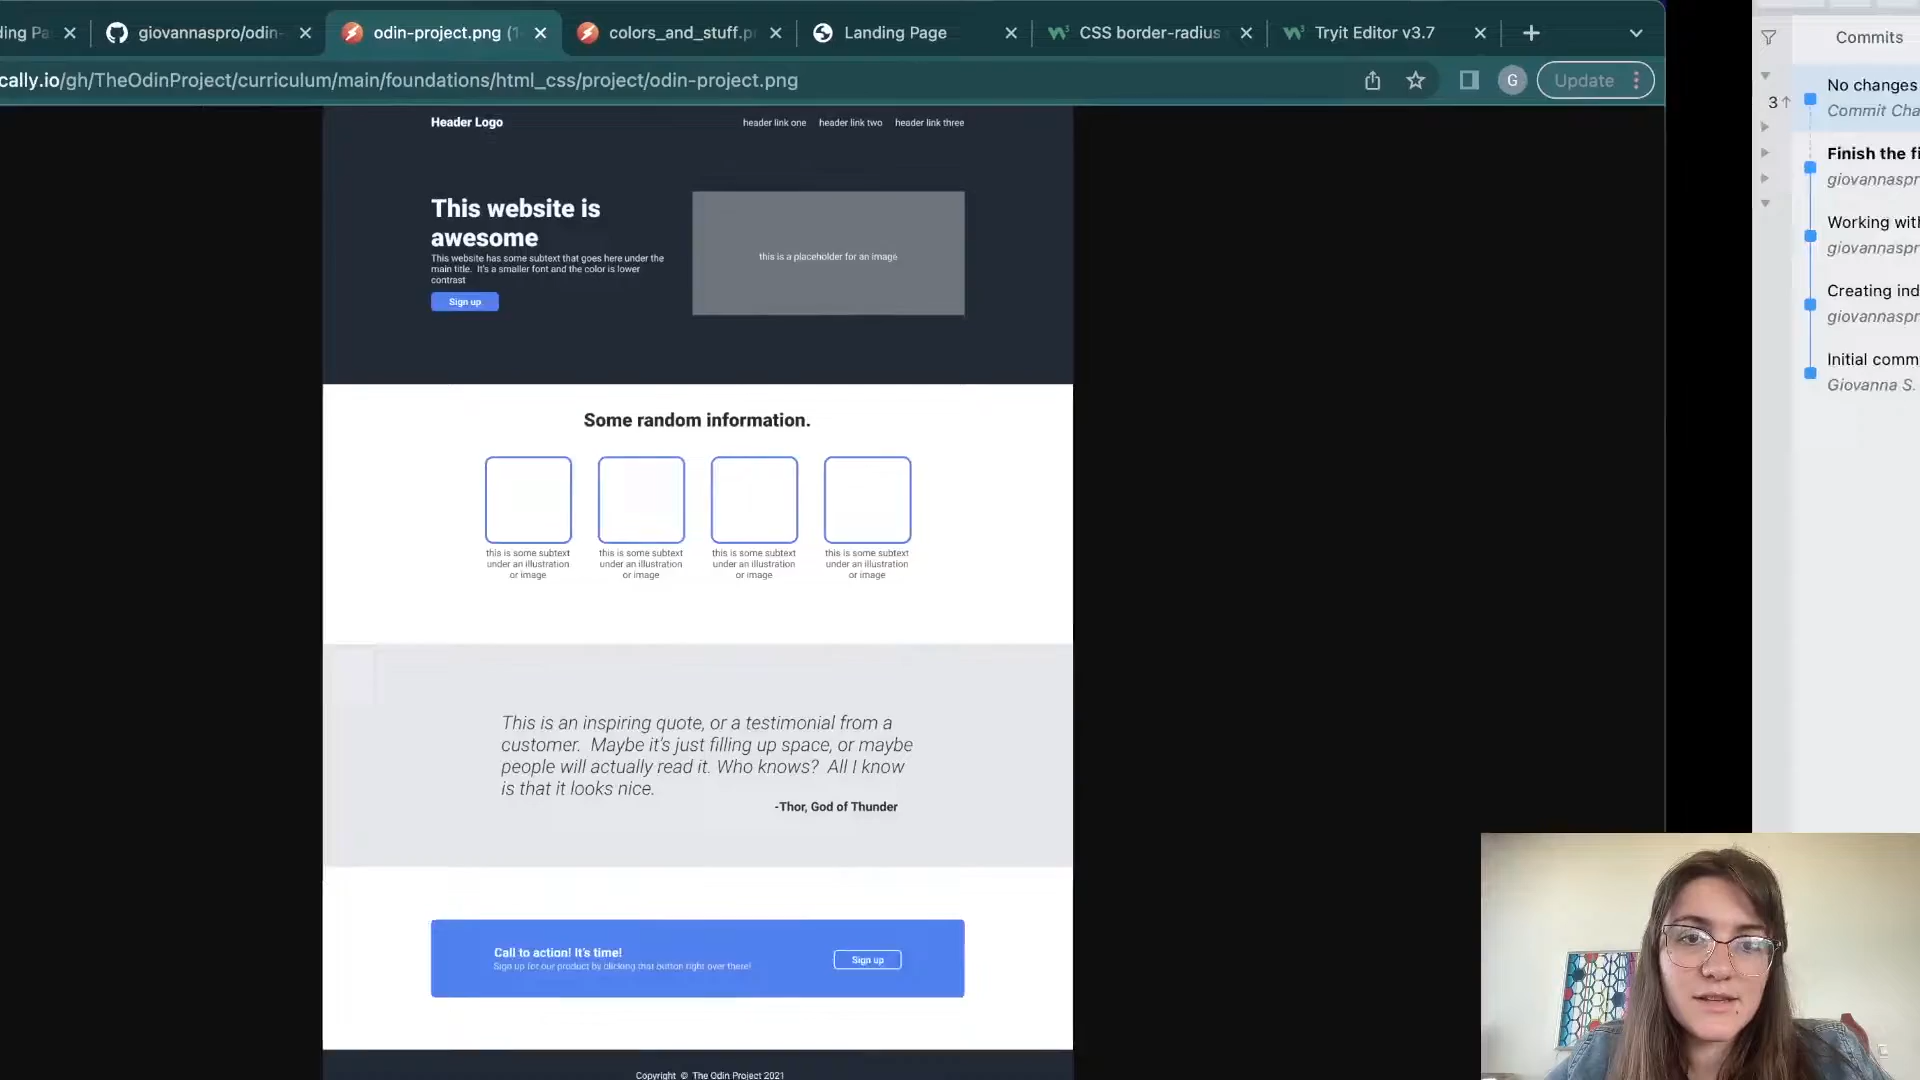 ding Pa
giovannaspro/odin-
odin-project.png (1
colors_and_stuff.p
Landing Page
CSS border-radius
Tryit Editor v3.7
Commits
cally.io/gh/TheOdinProject/curriculum/main/foundations/html_css/project/odin-project.png
G
Update
No changes
3↑
Commit Cha
Header Logo
header link one
header link two
header link three
Finish the fi
giovannaspr
This website is
awesome
This website has some subtext that goes here under the
main title. It's a smaller font and the color is lower
contrast
Sign up
this is a placeholder for an image
Working with
giovannaspr
Creating ind
giovannaspr
Initial comm
Giovanna S.
Some random information.
this is some subtext
under an illustration
or image
this is some subtext
under an illustration
or image
this is some subtext
under an illustration
or image
this is some subtext
under an illustration
or image
This is an inspiring quote, or a testimonial from a
customer. Maybe it's just filling up space, or maybe
people will actually read it. Who knows? All I know
is that it looks nice.
-Thor, God of Thunder
Call to action! It's time!
Sign up for our product by clicking that button right over there!
Sign up
Copyright © The Odin Project 2021